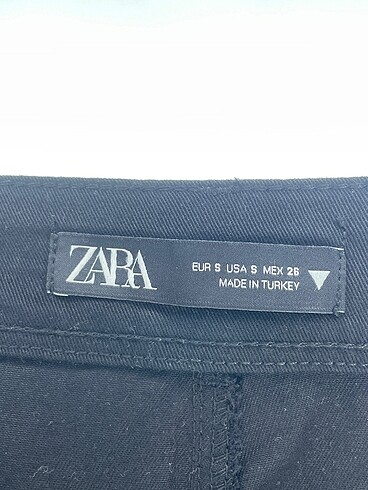 ZARA
EUR S USA S MEX 26
MADE IN TURKEY